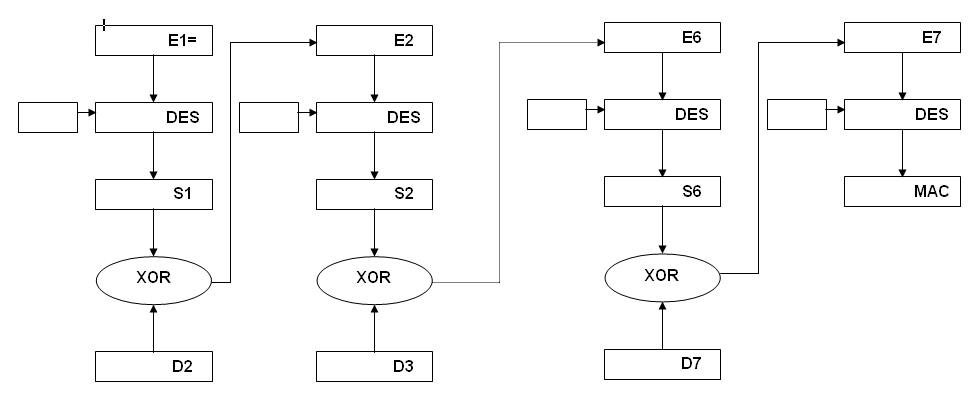 E1=
E2
E6
E7
DES
DES
DES
DES
S1
S2
S6
MAC
XOR
XOR
XOR
D2
D3
D7